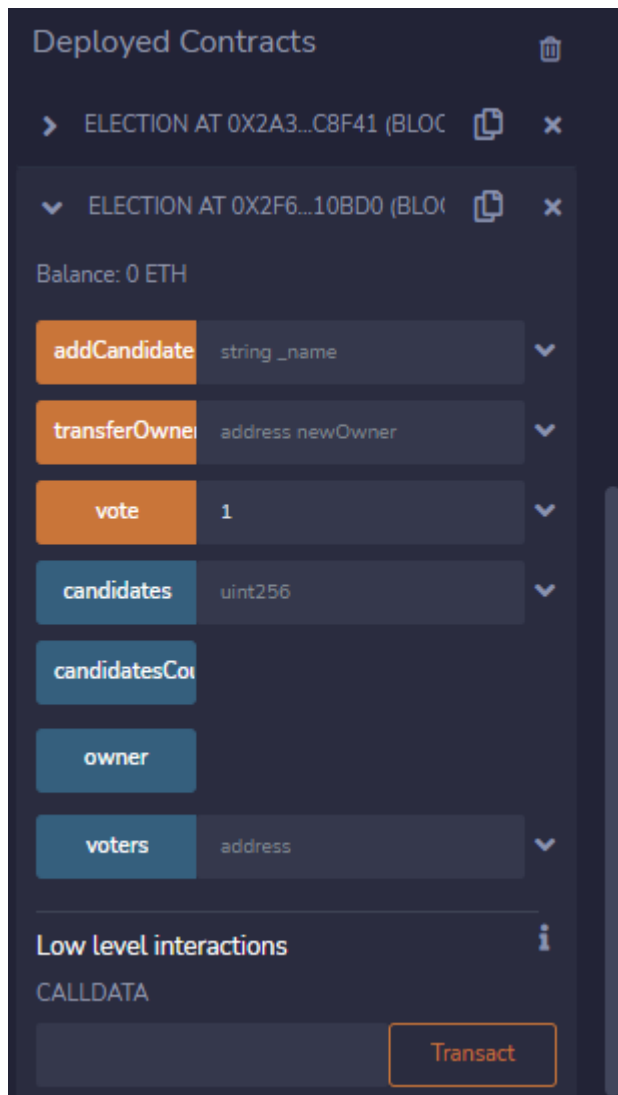 Deployed Contracts
ELECTION AT 0X2A3...C8F41 (BLOC
ELECTION AT 0X2F6...10BD0 (BLO
Balance: 0 ETH
addCandidate string _name
transferOwner address newOwner
vote 1
candidates uint256
candidatesCou
owner
voters address
Low level interactions
CALLDATA
Transact